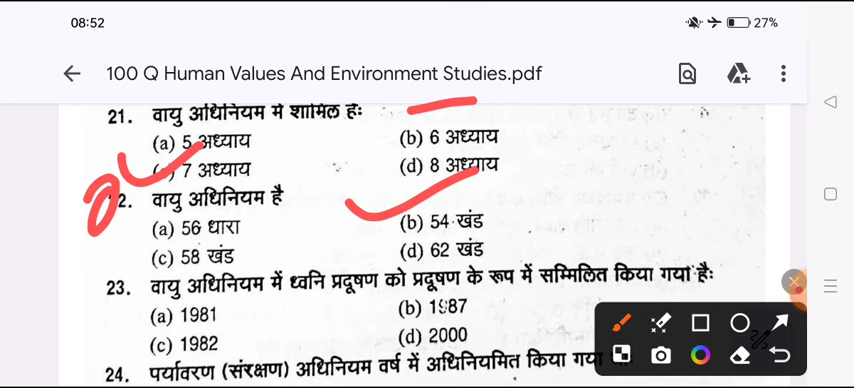 08:52 27%
100 Q Human Values And Environment Studies.pdf
21. वायु अधिनियम में शामिल हैः
(a) 5 अध्याय (b) 6 अध्याय
7 अध्याय (d) 8 अध्याय
2. वायु अधिनियम है
(a) 56 धारा (b) 54 खंड
(c) 58 खंड (d) 62 खंड
23. वायु अधिनियम में ध्वनि प्रदूषण को प्रदूषण के रूप में सम्मिलित किया गया हैः
(a) 1981 (b) 1987
(c) 1982 (d) 2000
24. पर्यावरण (संरक्षण) अधिनियम वर्ष में अधिनियमित किया गया